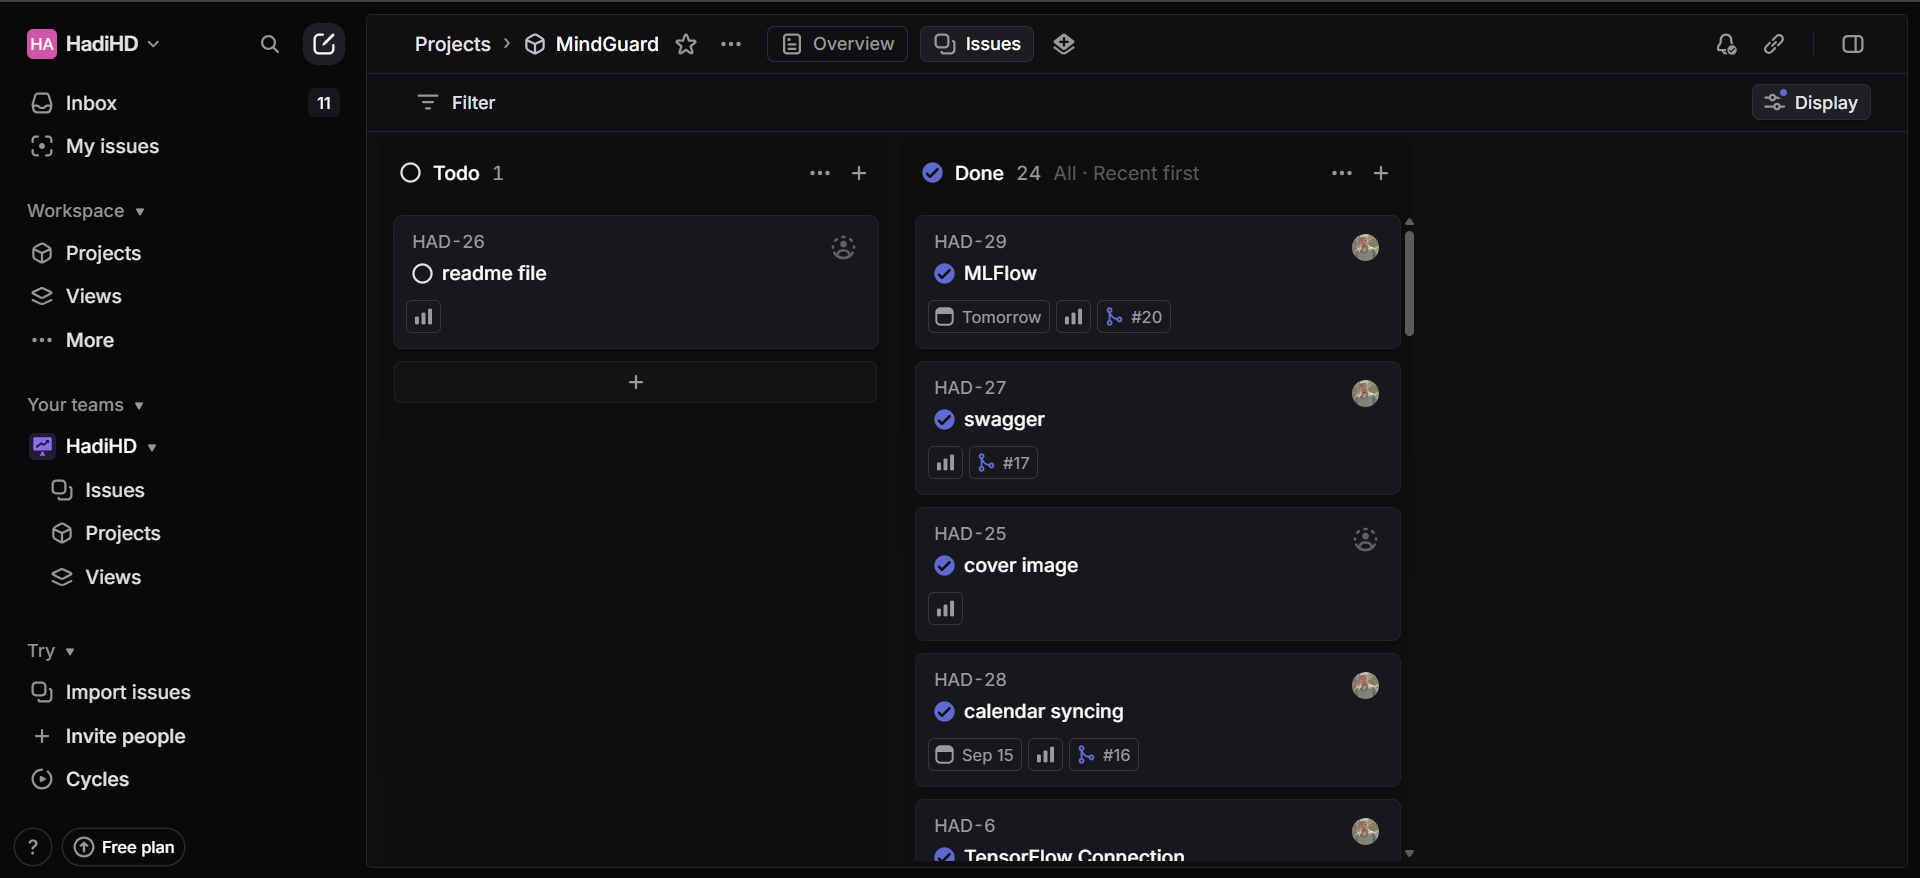 HA HadiHD
Inbox 11
My issues
Workspace
Projects
Views
More
Your teams
HadiHD
Issues
Projects
Views
Try
Import issues
Invite people
Cycles
? Free plan
Projects › MindGuard Overview Issues
Filter Display
Todo 1
HAD-26
readme file
Done 24 All · Recent first
HAD-29
MLFlow
Tomorrow #20
HAD-27
swagger
#17
HAD-25
cover image
HAD-28
calendar syncing
Sep 15 #16
HAD-6
TensorFlow Connection